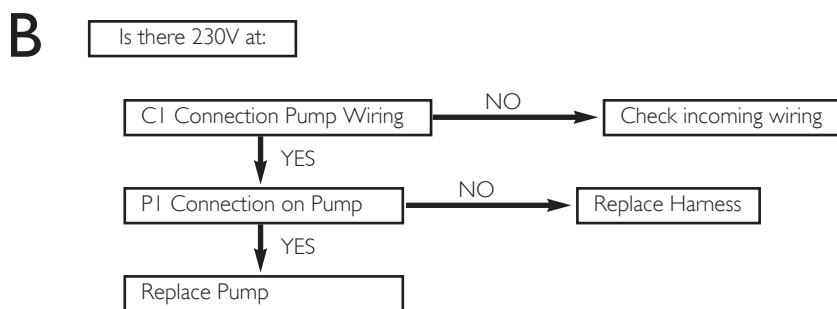 B
Is there 230V at:
C1 Connection Pump Wiring
NO
Check incoming wiring
YES
P1 Connection on Pump
NO
Replace Harness
YES
Replace Pump